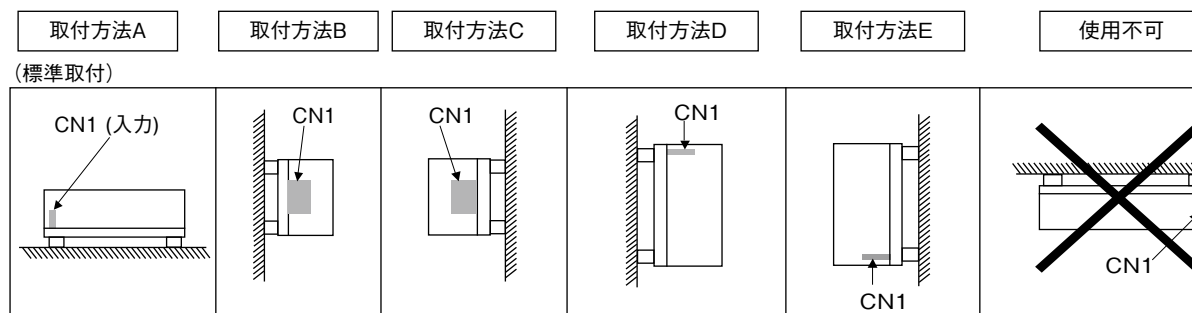 取付方法A
取付方法B
取付方法C
取付方法D
取付方法E
使用不可
(標準取付)
CN1 (入力)
CN1
CN1
CN1
CN1
CN1